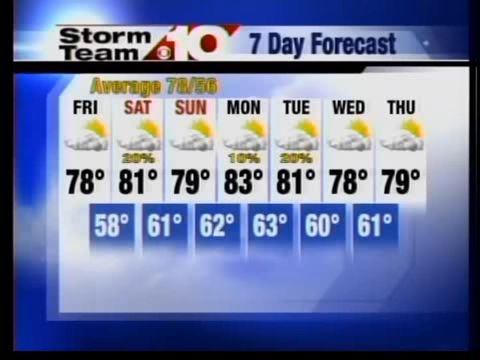 Storm Team 10 7 Day Forecast
Average 78/56
FRI SAT SUN MON TUE WED THU
20% 10% 20%
78° 81° 79° 83° 81° 78° 79°
58° 61° 62° 63° 60° 61°